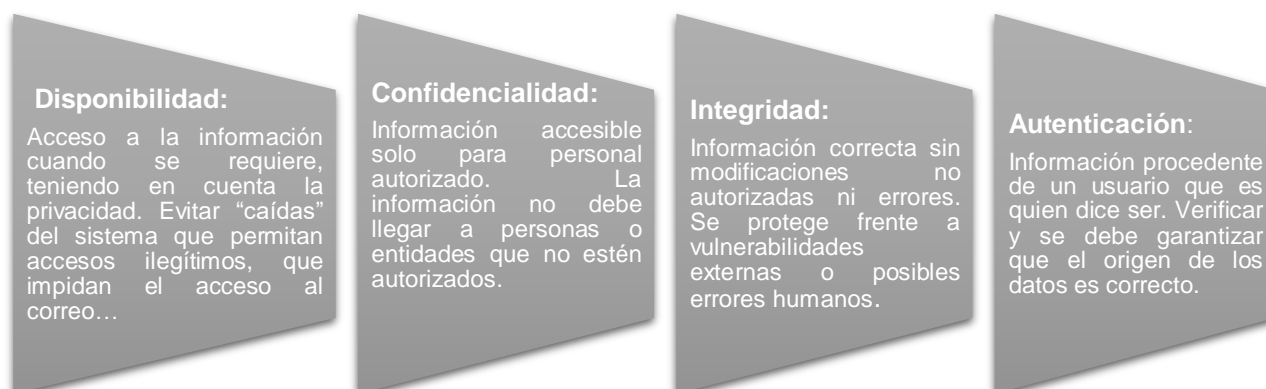 Disponibilidad:
Acceso a la información
cuando se requiere,
teniendo en cuenta la
privacidad. Evitar “caídas”
del sistema que permitan
accesos ilegítimos, que
impidan el acceso al
correo…
Confidencialidad:
Información accesible
solo para personal
autorizado. La
información no debe
llegar a personas o
entidades que no estén
autorizados.
Integridad:
Información correcta sin
modificaciones no
autorizadas ni errores.
Se protege frente a
vulnerabilidades
externas o posibles
errores humanos.
Autenticación:
Información procedente
de un usuario que es
quien dice ser. Verificar
y se debe garantizar
que el origen de los
datos es correcto.